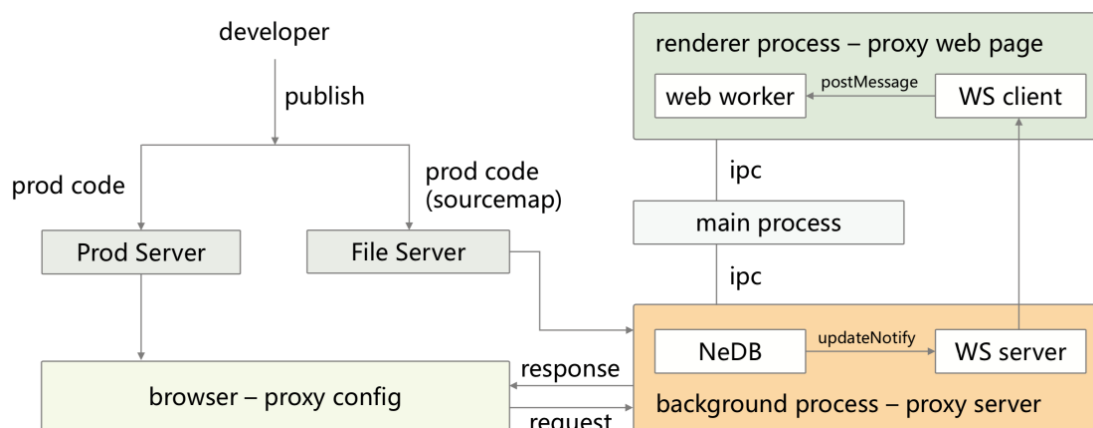 developer
publish
prod code
prod code
(sourcemap)
Prod Server
File Server
browser – proxy config
response
request
renderer process – proxy web page
web worker
postMessage
WS client
ipc
main process
ipc
NeDB
updateNotify
WS server
background process – proxy server